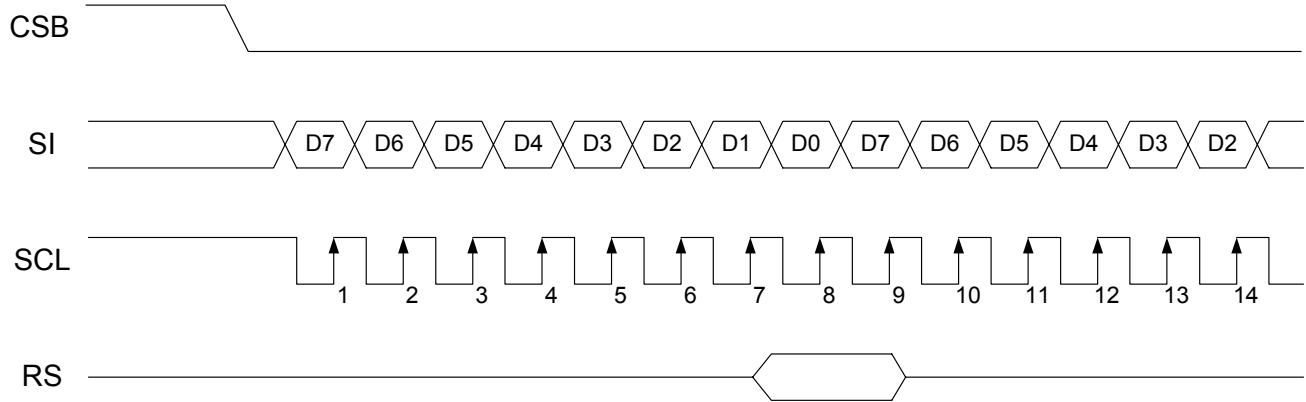 CSB
SI D7 D6 D5 D4 D3 D2 D1 D0 D7 D6 D5 D4 D3 D2
SCL
1 2 3 4 5 6 7 8 9 10 11 12 13 14
RS